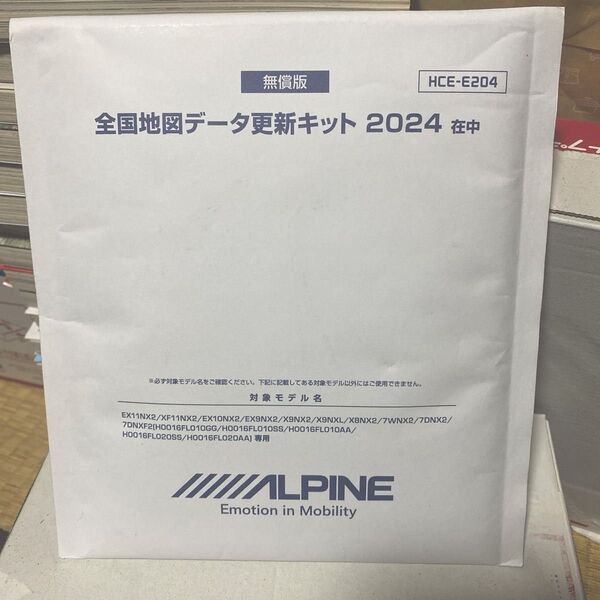 無償版
HCE-E204
全国地図データ更新キット 2024 在中
※必ず対象モデル名をご確認ください。下記に記載してある対象モデル以外にはご使用できません。
対象モデル名
EX11NX2/XF11NX2/EX10NX2/EX9NX2/X9NX2/X9NXL/X8NX2/7WNX2/7DNX2/
7DNXF2(H0016FL010GG/H0016FL010SS/H0016FL010AA/
H0016FL020SS/H0016FL020AA) 専用
ALPINE
Emotion in Mobility